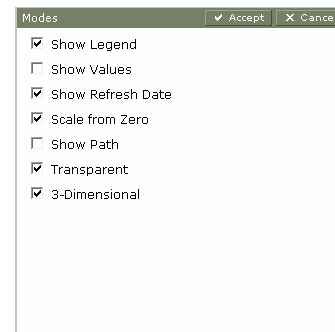 Modes
Accept
Cance
Show Legend
Show Values
Show Refresh Date
Scale from Zero
Show Path
Transparent
3-Dimensional